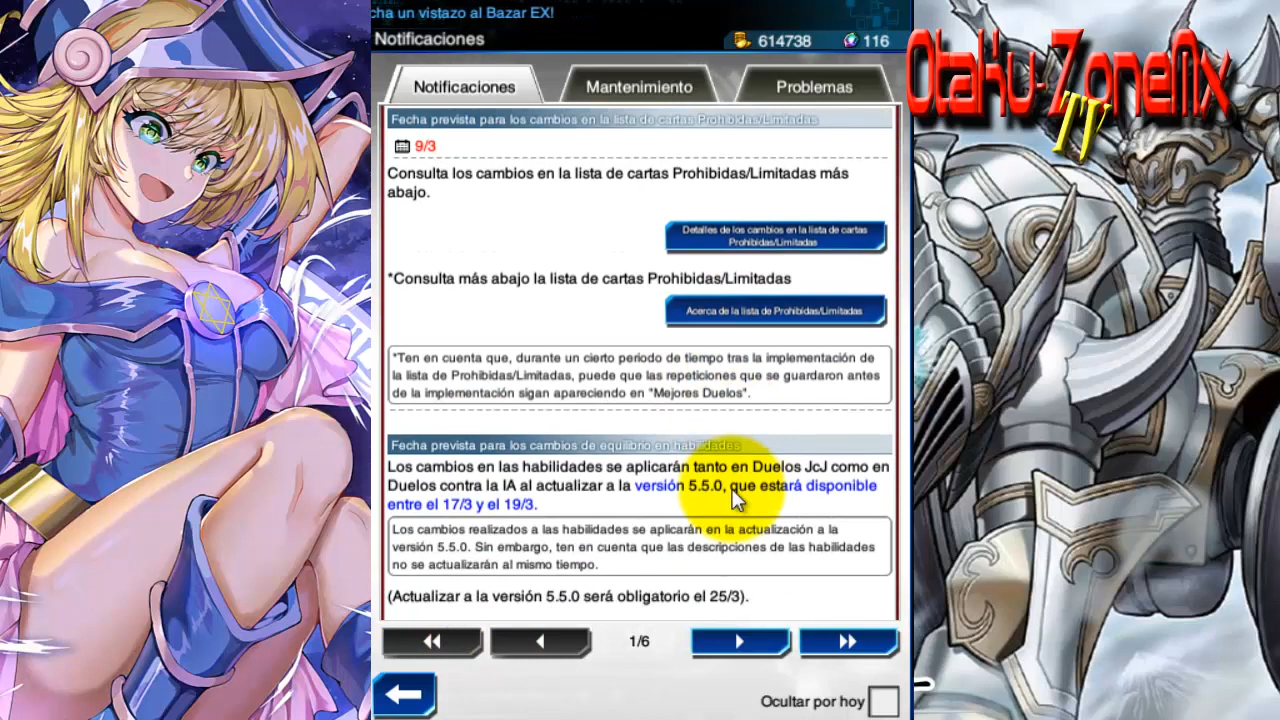 cha un vistazo al Bazar EX!
Notificaciones
614738
116
Otaku-ZoneMx
TV
Notificaciones
Mantenimiento
Problemas
Fecha prevista para los cambios en la lista de cartas Prohibidas/Limitadas
9/3
Consulta los cambios en la lista de cartas Prohibidas/Limitadas más
abajo.
Detalles de los cambios en la lista de cartas
Prohibidas/Limitadas
*Consulta más abajo la lista de cartas Prohibidas/Limitadas
Acerca de la lista de Prohibidas/Limitadas
*Ten en cuenta que, durante un cierto periodo de tiempo tras la implementación de
la lista de Prohibidas/Limitadas, puede que las repeticiones que se guardaron antes
de la implementación sigan apareciendo en "Mejores Duelos".
Fecha prevista para los cambios de equilibrio en habilidades
Los cambios en las habilidades se aplicarán tanto en Duelos JcJ como en
Duelos contra la IA al actualizar a la versión 5.5.0, que estará disponible
entre el 17/3 y el 19/3.
Los cambios realizados a las habilidades se aplicarán en la actualización a la
versión 5.5.0. Sin embargo, ten en cuenta que las descripciones de las habilidades
no se actualizarán al mismo tiempo.
(Actualizar a la versión 5.5.0 será obligatorio el 25/3).
1/6
Ocultar por hoy